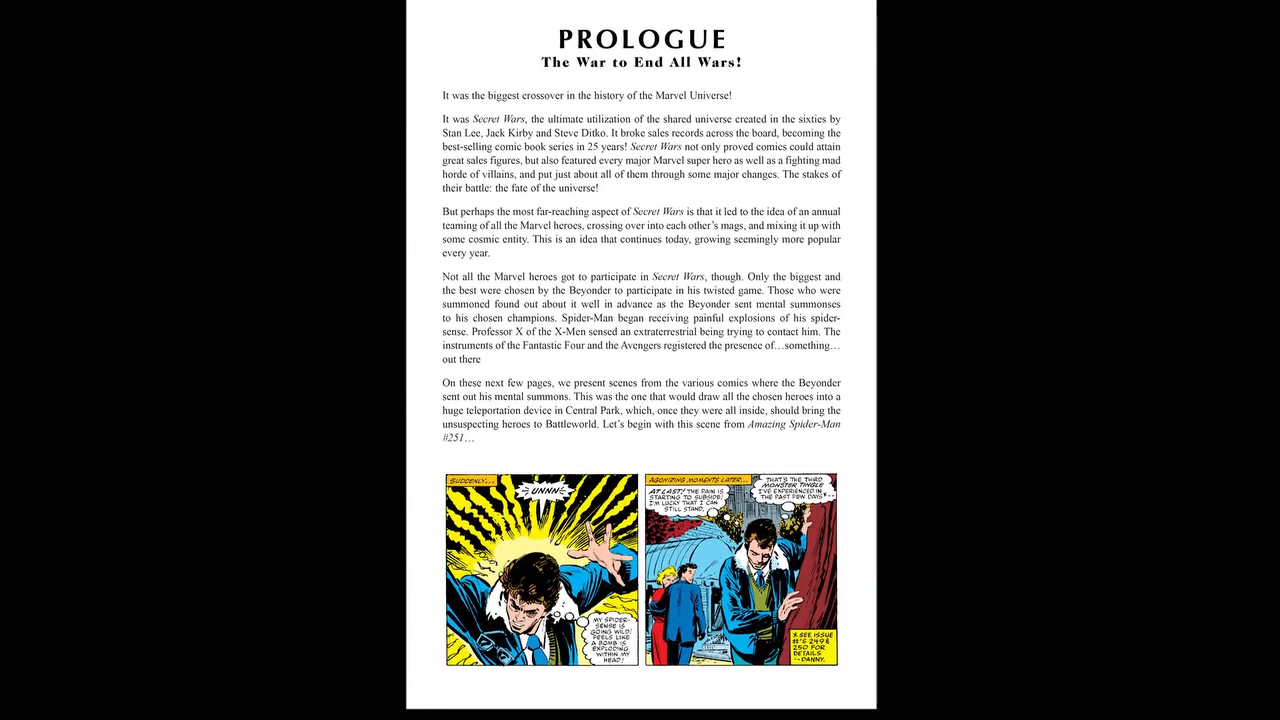 PROLOGUE
The War to End All Wars!
It was the biggest crossover in the history of the Marvel Universe!
It was Secret Wars, the ultimate utilization of the shared universe created in the sixties by
Stan Lee, Jack Kirby and Steve Ditko. It broke sales records across the board, becoming the
best-selling comic book series in 25 years! Secret Wars not only proved comics could attain
great sales figures, but also featured every major Marvel super hero as well as a fighting mad
horde of villains, and put just about all of them through some major changes. The stakes of
their battle: the fate of the universe!
But perhaps the most far-reaching aspect of Secret Wars is that it led to the idea of an annual
teaming of all the Marvel heroes, crossing over into each other's mags, and mixing it up with
some cosmic entity. This is an idea that continues today, growing seemingly more popular
every year.
Not all the Marvel heroes got to participate in Secret Wars, though. Only the biggest and
the best were chosen by the Beyonder to participate in his twisted game. Those who were
summoned found out about it well in advance as the Beyonder sent mental summonses
to his chosen champions. Spider-Man began receiving painful explosions of his spider-
sense. Professor X of the X-Men sensed an extraterrestrial being trying to contact him. The
instruments of the Fantastic Four and the Avengers registered the presence of…something…
out there
On these next few pages, we present scenes from the various comics where the Beyonder
sent out his mental summons. This was the one that would draw all the chosen heroes into a
huge teleportation device in Central Park, which, once they were all inside, should bring the
unsuspecting heroes to Battleworld. Let's begin with this scene from Amazing Spider-Man
#251…
SUDDENLY...
UNNN
MY SPIDER-
SENSE IS
GOING WILD!
FEELS LIKE
A BOMB IS
EXPLODING
WITHIN MY
HEAD!
AGONIZING MOMENTS LATER...
AT LAST! THE PAIN IS
STARTING TO SUBSIDE!
I'M LUCKY THAT I CAN
STILL STAND.
THAT'S THE THIRD
MONSTER TINGLE
I'VE EXPERIENCED IN
THE PAST FEW DAYS*--
* SEE ISSUE
#'S 249 &
250 FOR
DETAILS
--DANNY.